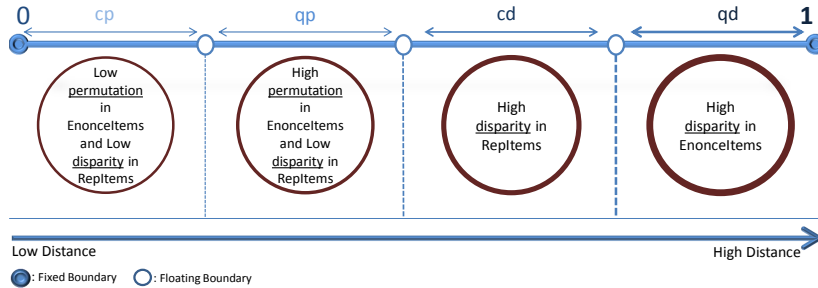 0 cp qp cd qd 1
Low
permutation
in
EnonceItems
and Low
disparity in
RepItems
High
permutation
in
EnonceItems
and Low
disparity in
RepItems
High
disparity in
RepItems
High
disparity in
EnonceItems
Low Distance
High Distance
: Fixed Boundary
: Floating Boundary